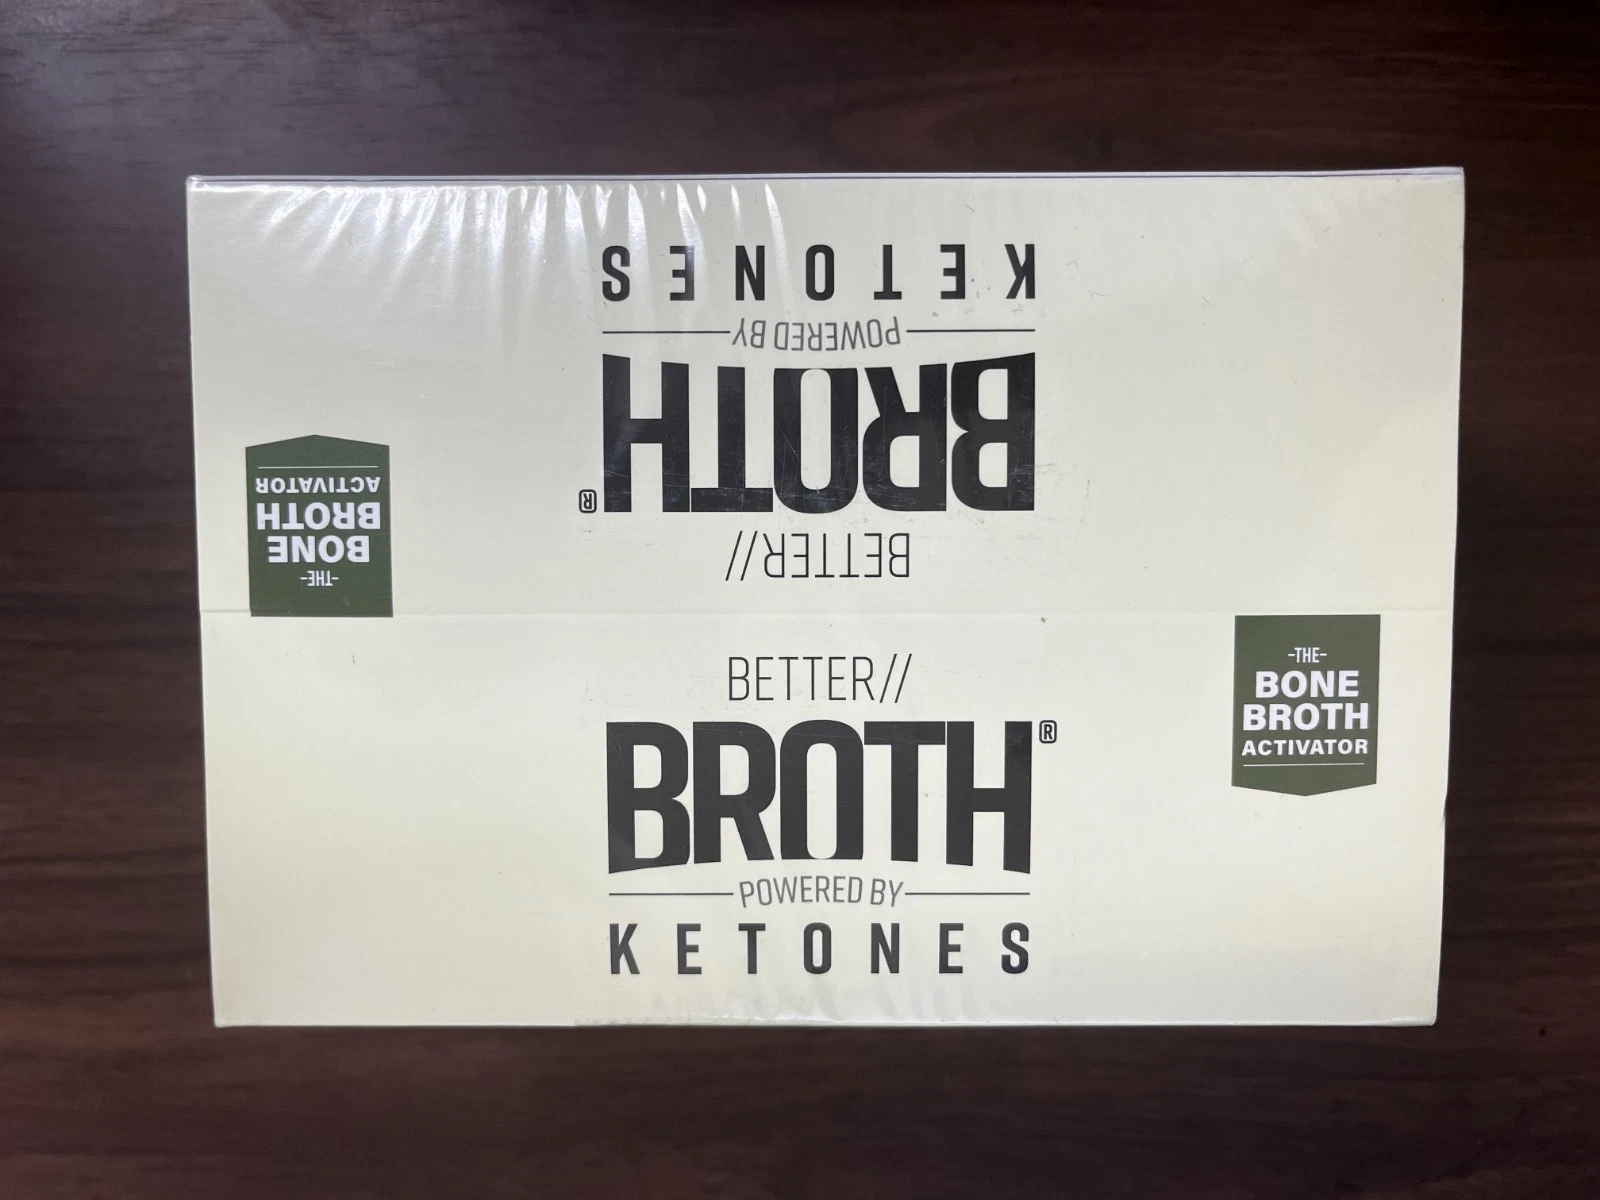 KETONES
POWERED BY
BROTH®
BETTER//
ACTIVATOR
BROTH
BONE
-THE-
BETTER//
BROTH®
POWERED BY
KETONES
-THE-
BONE
BROTH
ACTIVATOR